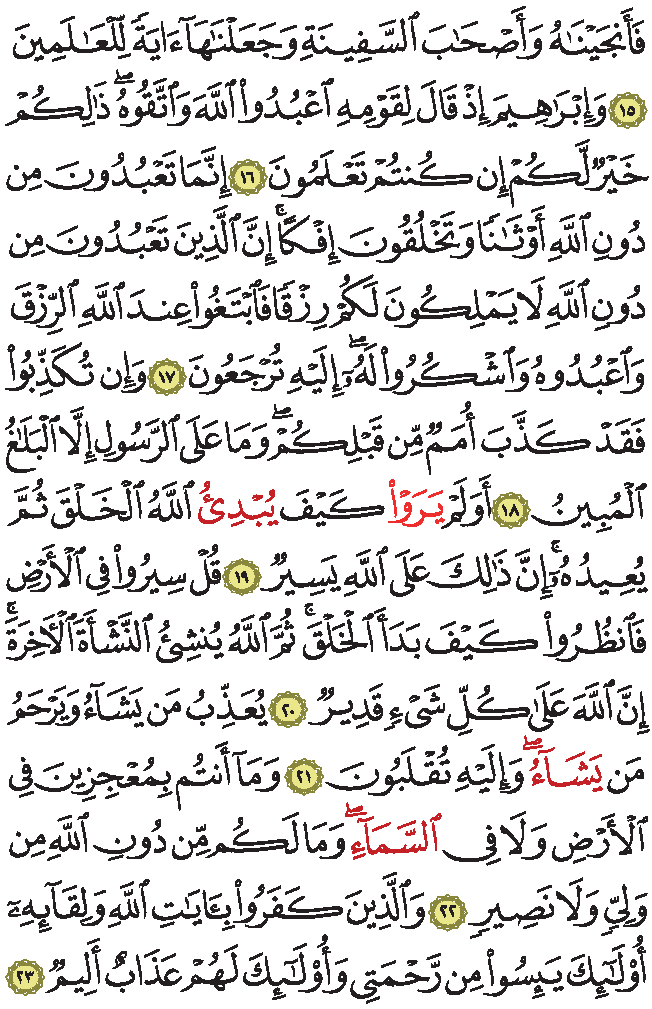 فَأَنجَيْنَٰهُ وَأَصْحَٰبَ ٱلسَّفِينَةِ وَجَعَلْنَٰهَآ ءَايَةً لِّلْعَٰلَمِينَ
١٥ وَإِبْرَٰهِيمَ إِذْ قَالَ لِقَوْمِهِ ٱعْبُدُوا۟ ٱللَّهَ وَٱتَّقُوهُ ۖ ذَٰلِكُمْ
خَيْرٌ لَّكُمْ إِن كُنتُمْ تَعْلَمُونَ ١٦ إِنَّمَا تَعْبُدُونَ مِن
دُونِ ٱللَّهِ أَوْثَٰنًا وَتَخْلُقُونَ إِفْكًا ۚ إِنَّ ٱلَّذِينَ تَعْبُدُونَ مِن
دُونِ ٱللَّهِ لَا يَمْلِكُونَ لَكُمْ رِزْقًا فَٱبْتَغُوا۟ عِندَ ٱللَّهِ ٱلرِّزْقَ
وَٱعْبُدُوهُ وَٱشْكُرُوا۟ لَهُۥٓ ۖ إِلَيْهِ تُرْجَعُونَ ١٧ وَإِن تُكَذِّبُوا۟
فَقَدْ كَذَّبَ أُمَمٌ مِّن قَبْلِكُمْ ۖ وَمَا عَلَى ٱلرَّسُولِ إِلَّا ٱلْبَلَٰغُ
ٱلْمُبِينُ ١٨ أَوَلَمْ يَرَوْا۟ كَيْفَ يُبْدِئُ ٱللَّهُ ٱلْخَلْقَ ثُمَّ
يُعِيدُهُۥٓ ۚ إِنَّ ذَٰلِكَ عَلَى ٱللَّهِ يَسِيرٌ ١٩ قُلْ سِيرُوا۟ فِى ٱلْأَرْضِ
فَٱنظُرُوا۟ كَيْفَ بَدَأَ ٱلْخَلْقَ ۚ ثُمَّ ٱللَّهُ يُنشِئُ ٱلنَّشْأَةَ ٱلْأَخِرَةَ ۚ
إِنَّ ٱللَّهَ عَلَىٰ كُلِّ شَىْءٍ قَدِيرٌ ٢٠ يُعَذِّبُ مَن يَشَآءُ وَيَرْحَمُ
مَن يَشَآءُ ۖ وَإِلَيْهِ تُقْلَبُونَ ٢١ وَمَآ أَنتُم بِمُعْجِزِينَ فِى
ٱلْأَرْضِ وَلَا فِى ٱلسَّمَآءِ ۖ وَمَا لَكُم مِّن دُونِ ٱللَّهِ مِن
وَلِىٍّ وَلَا نَصِيرٍ ٢٢ وَٱلَّذِينَ كَفَرُوا۟ بِـَٔايَٰتِ ٱللَّهِ وَلِقَآئِهِۦٓ
أُو۟لَٰٓئِكَ يَئِسُوا۟ مِن رَّحْمَتِى وَأُو۟لَٰٓئِكَ لَهُمْ عَذَابٌ أَلِيمٌ ٢٣